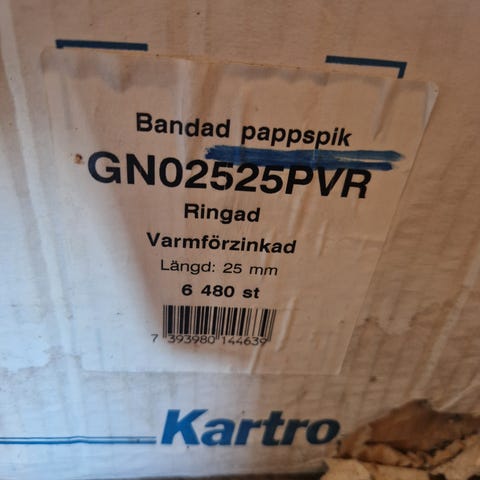 Bandad pappspik
GN02525PVR
Ringad
Varmförzinkad
Längd: 25 mm
6 480 st
7 393980 144639
Kartro